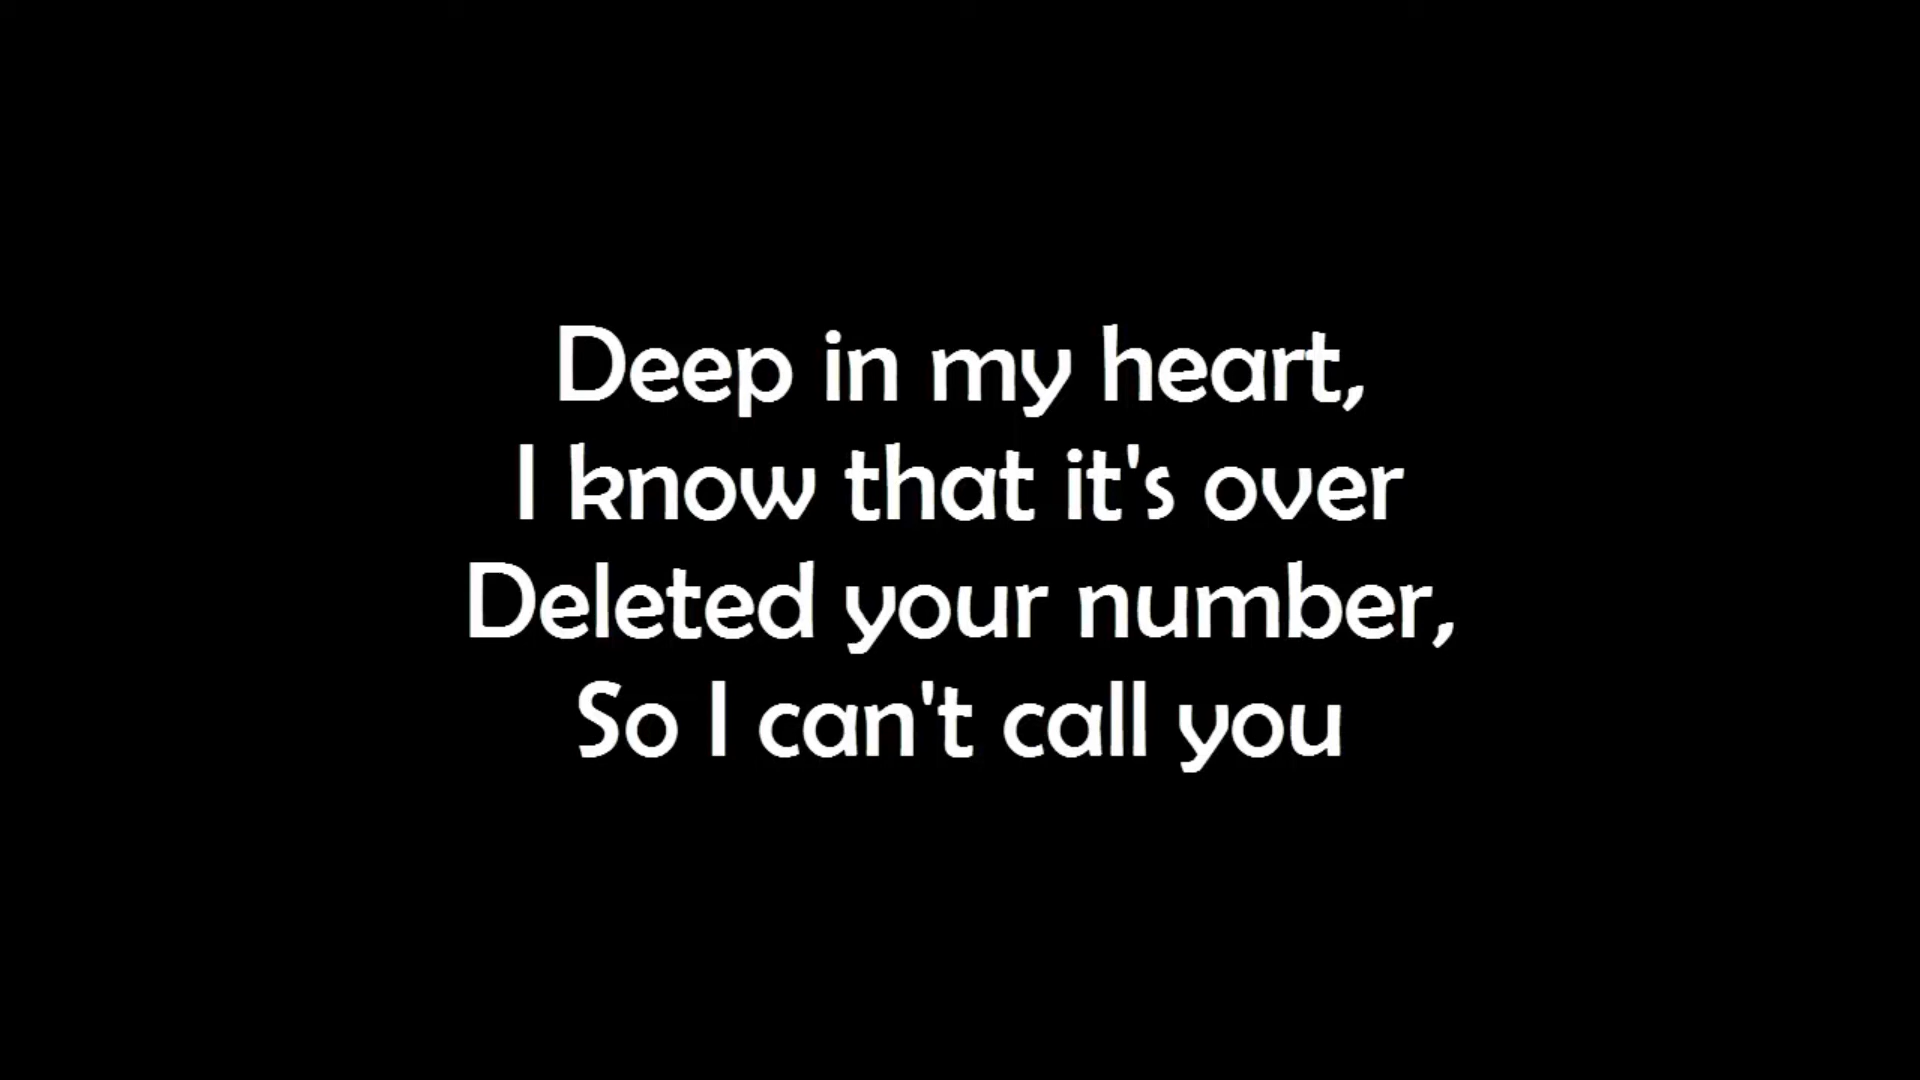 Deep in my heart,
I know that it's over
Deleted your number,
So I can't call you